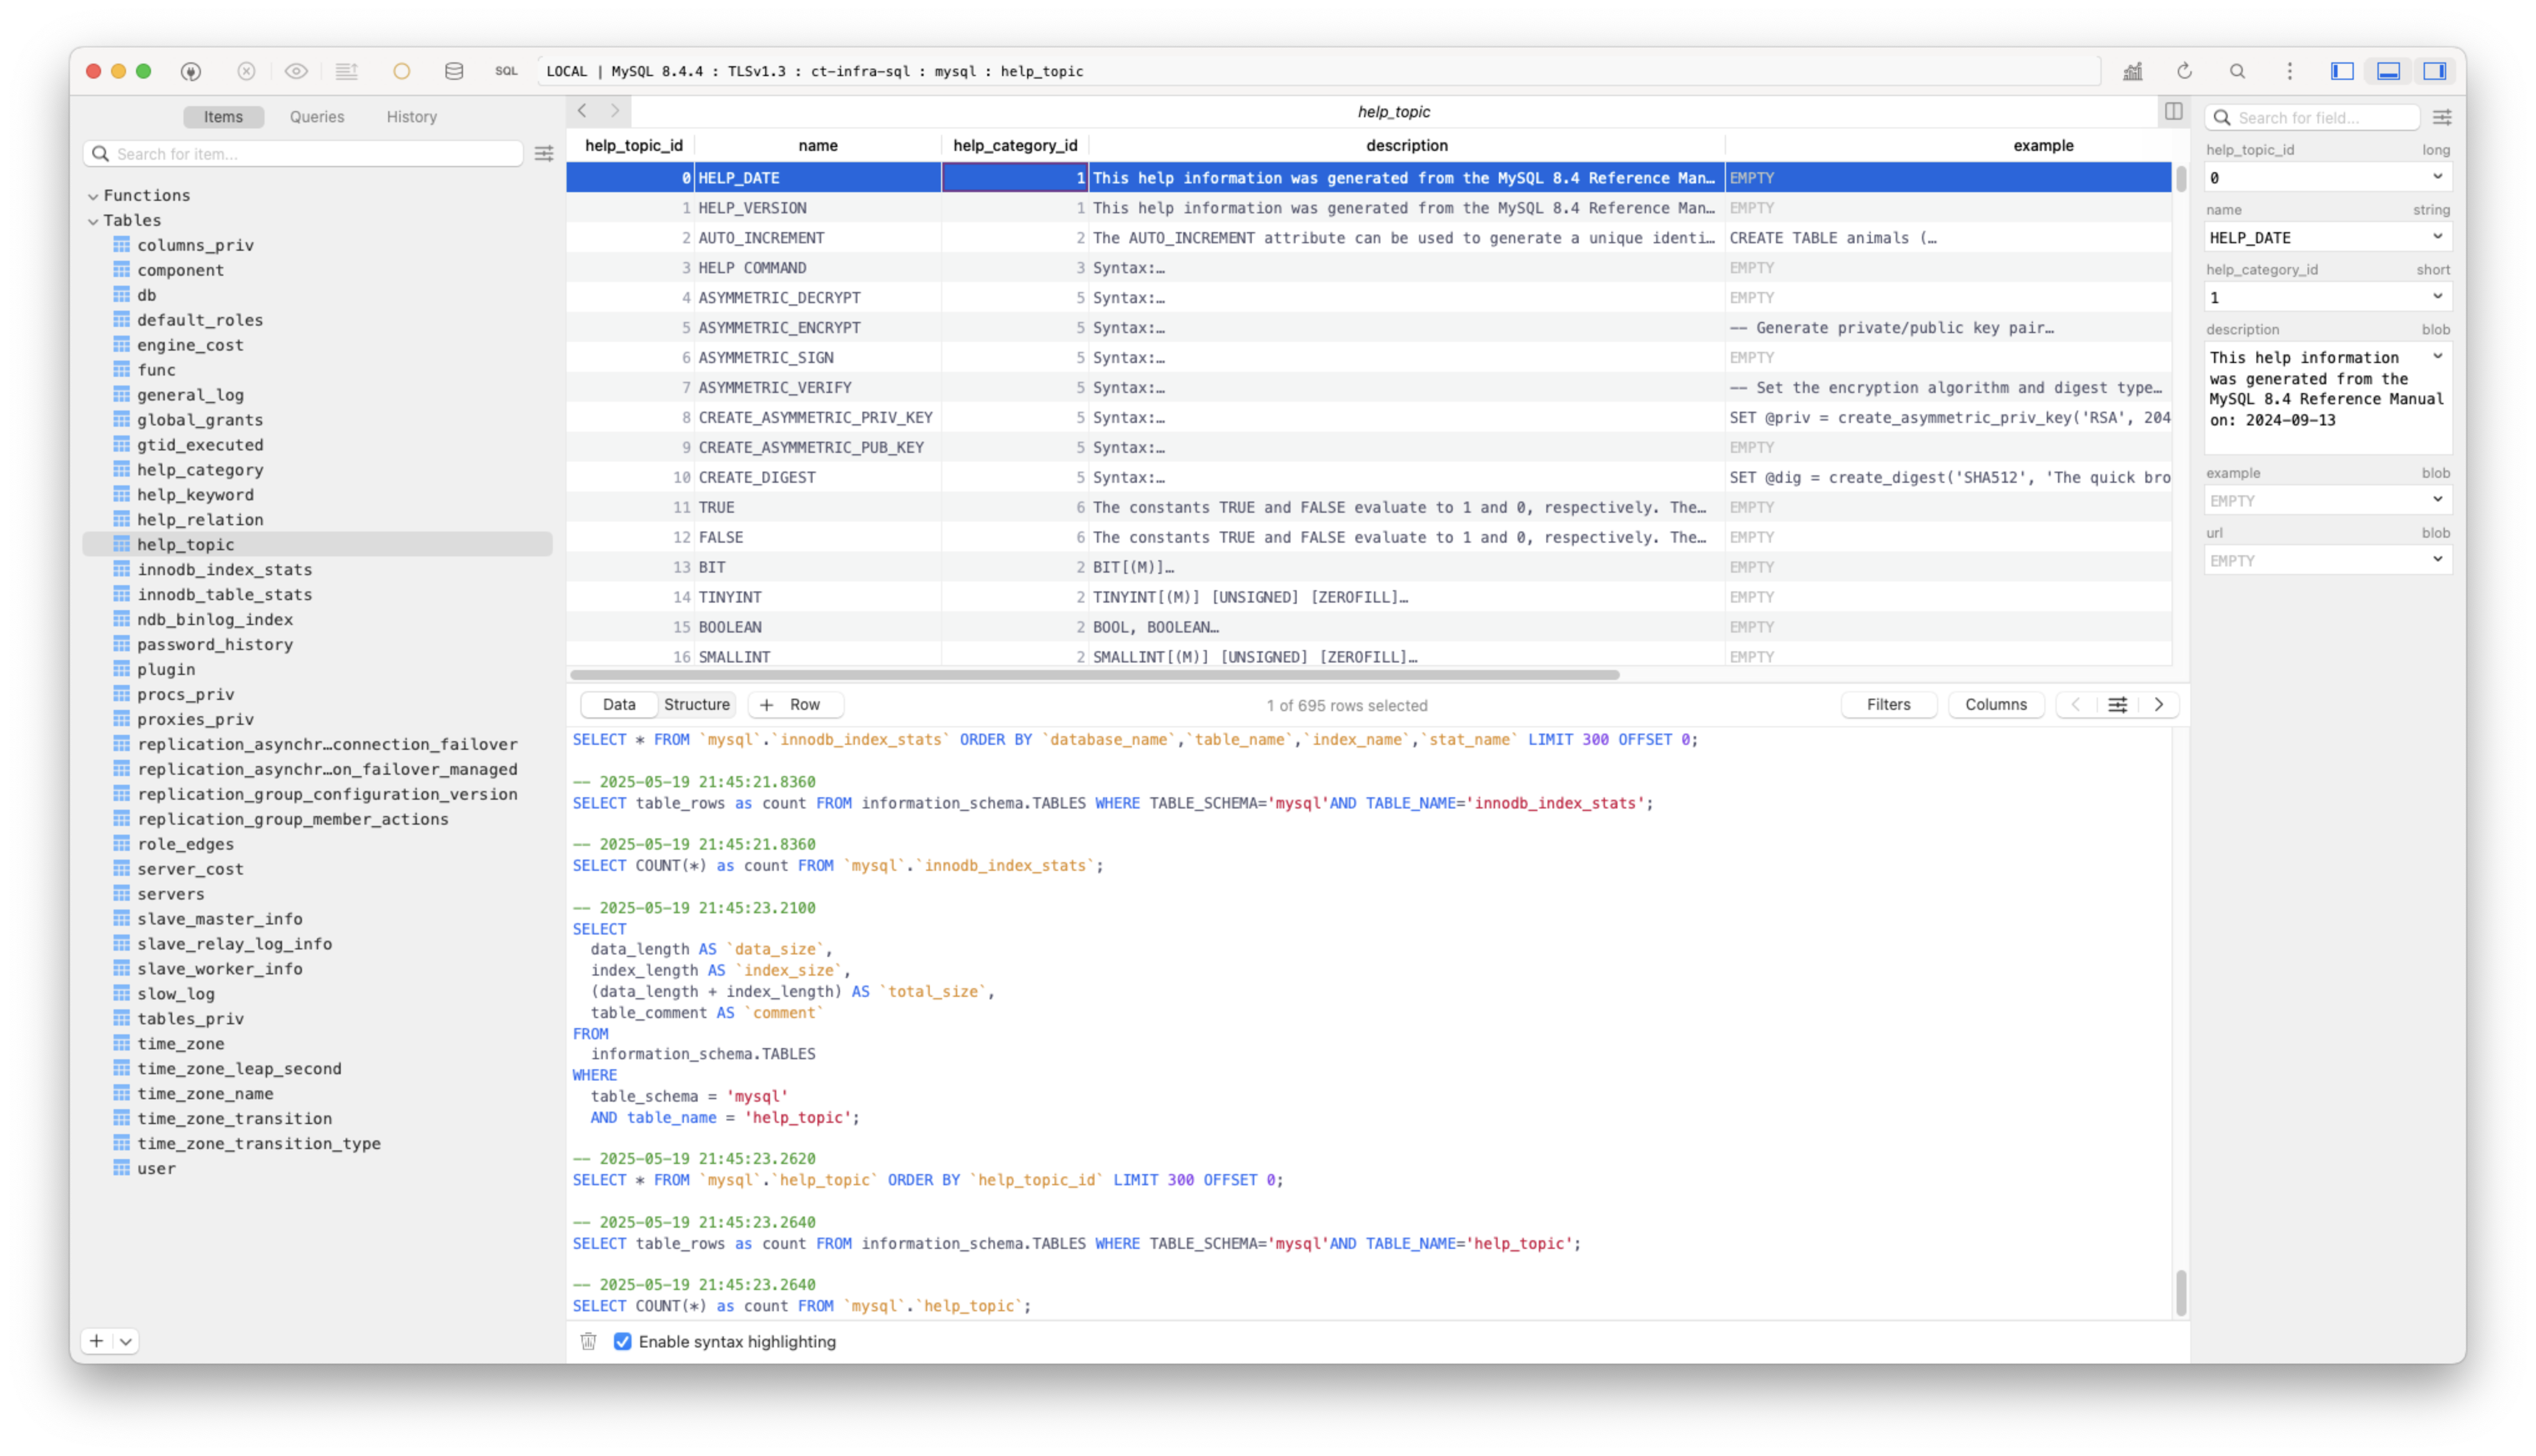 SQL
LOCAL | MySQL 8.4.4 : TLSv1.3 : ct-infra-sql : mysql : help_topic
Items Queries History
Search for item...
Functions
Tables
columns_priv
component
db
default_roles
engine_cost
func
general_log
global_grants
gtid_executed
help_category
help_keyword
help_relation
help_topic
innodb_index_stats
innodb_table_stats
ndb_binlog_index
password_history
plugin
procs_priv
proxies_priv
replication_asynchr…connection_failover
replication_asynchr…on_failover_managed
replication_group_configuration_version
replication_group_member_actions
role_edges
server_cost
servers
slave_master_info
slave_relay_log_info
slave_worker_info
slow_log
tables_priv
time_zone
time_zone_leap_second
time_zone_name
time_zone_transition
time_zone_transition_type
user
help_topic
help_topic_id name help_category_id description example
0 HELP_DATE 1 This help information was generated from the MySQL 8.4 Reference Man… EMPTY
1 HELP_VERSION 1 This help information was generated from the MySQL 8.4 Reference Man… EMPTY
2 AUTO_INCREMENT 2 The AUTO_INCREMENT attribute can be used to generate a unique identi… CREATE TABLE animals (…
3 HELP COMMAND 3 Syntax:… EMPTY
4 ASYMMETRIC_DECRYPT 5 Syntax:… EMPTY
5 ASYMMETRIC_ENCRYPT 5 Syntax:… -- Generate private/public key pair…
6 ASYMMETRIC_SIGN 5 Syntax:… EMPTY
7 ASYMMETRIC_VERIFY 5 Syntax:… -- Set the encryption algorithm and digest type…
8 CREATE_ASYMMETRIC_PRIV_KEY 5 Syntax:… SET @priv = create_asymmetric_priv_key('RSA', 204
9 CREATE_ASYMMETRIC_PUB_KEY 5 Syntax:… EMPTY
10 CREATE_DIGEST 5 Syntax:… SET @dig = create_digest('SHA512', 'The quick bro
11 TRUE 6 The constants TRUE and FALSE evaluate to 1 and 0, respectively. The… EMPTY
12 FALSE 6 The constants TRUE and FALSE evaluate to 1 and 0, respectively. The… EMPTY
13 BIT 2 BIT[(M)]… EMPTY
14 TINYINT 2 TINYINT[(M)] [UNSIGNED] [ZEROFILL]… EMPTY
15 BOOLEAN 2 BOOL, BOOLEAN… EMPTY
16 SMALLINT 2 SMALLINT[(M)] [UNSIGNED] [ZEROFILL]… EMPTY
Data Structure + Row 1 of 695 rows selected Filters Columns
SELECT * FROM `mysql`.`innodb_index_stats` ORDER BY `database_name`,`table_name`,`index_name`,`stat_name` LIMIT 300 OFFSET 0;
-- 2025-05-19 21:45:21.8360
SELECT table_rows as count FROM information_schema.TABLES WHERE TABLE_SCHEMA='mysql'AND TABLE_NAME='innodb_index_stats';
-- 2025-05-19 21:45:21.8360
SELECT COUNT(*) as count FROM `mysql`.`innodb_index_stats`;
-- 2025-05-19 21:45:23.2100
SELECT
data_length AS `data_size`,
index_length AS `index_size`,
(data_length + index_length) AS `total_size`,
table_comment AS `comment`
FROM
information_schema.TABLES
WHERE
table_schema = 'mysql'
AND table_name = 'help_topic';
-- 2025-05-19 21:45:23.2620
SELECT * FROM `mysql`.`help_topic` ORDER BY `help_topic_id` LIMIT 300 OFFSET 0;
-- 2025-05-19 21:45:23.2640
SELECT table_rows as count FROM information_schema.TABLES WHERE TABLE_SCHEMA='mysql'AND TABLE_NAME='help_topic';
-- 2025-05-19 21:45:23.2640
SELECT COUNT(*) as count FROM `mysql`.`help_topic`;
Enable syntax highlighting
Search for field...
help_topic_id long
0
name string
HELP_DATE
help_category_id short
1
description blob
This help information
was generated from the
MySQL 8.4 Reference Manual
on: 2024-09-13
example blob
EMPTY
url blob
EMPTY